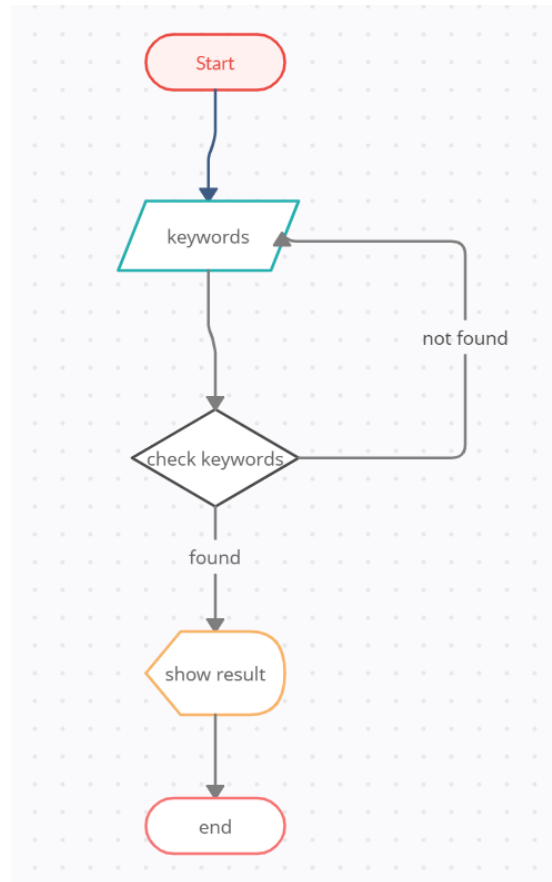 Start
keywords
not found
check keywords
found
show result
end